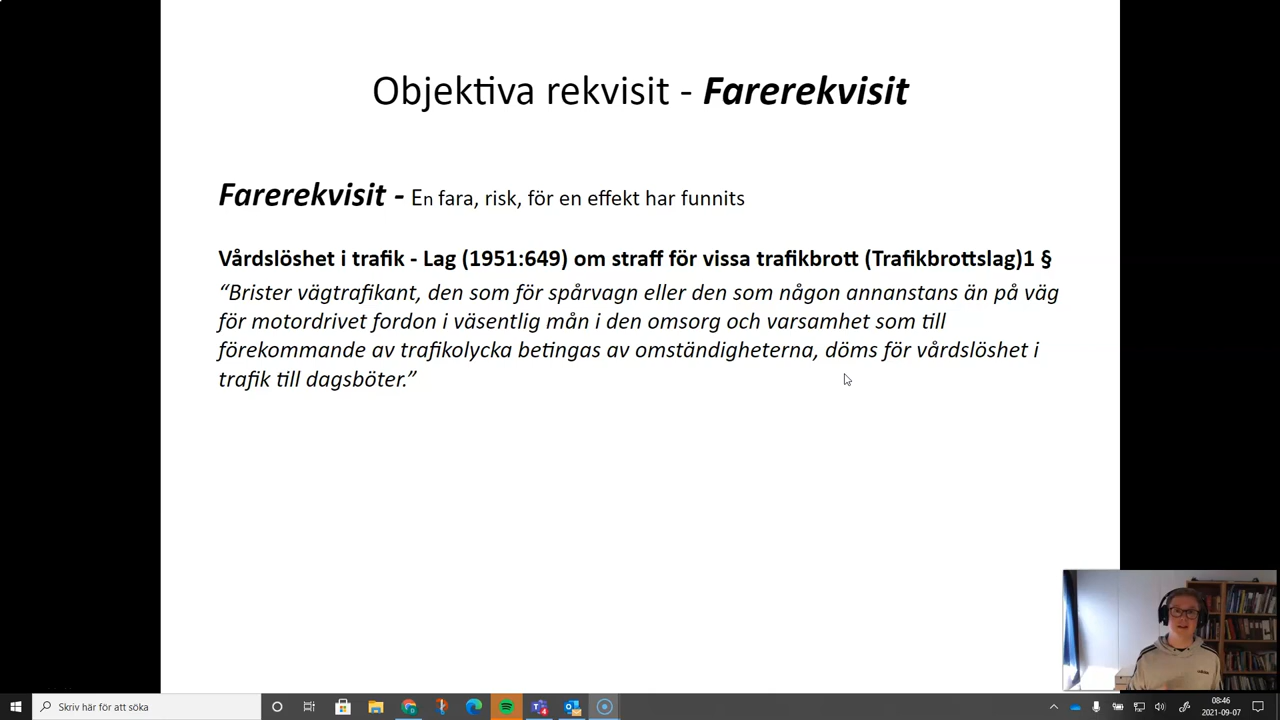 Objektiva rekvisit - Farerekvisit
Farerekvisit - En fara, risk, för en effekt har funnits
Vårdslöshet i trafik - Lag (1951:649) om straff för vissa trafikbrott (Trafikbrottslag)1 §
“Brister vägtrafikant, den som för spårvagn eller den som någon annanstans än på väg
för motordrivet fordon i väsentlig mån i den omsorg och varsamhet som till
förekommande av trafikolycka betingas av omständigheterna, döms för vårdslöshet i
trafik till dagsböter.”
Skriv här för att söka
08:46
2021-09-07